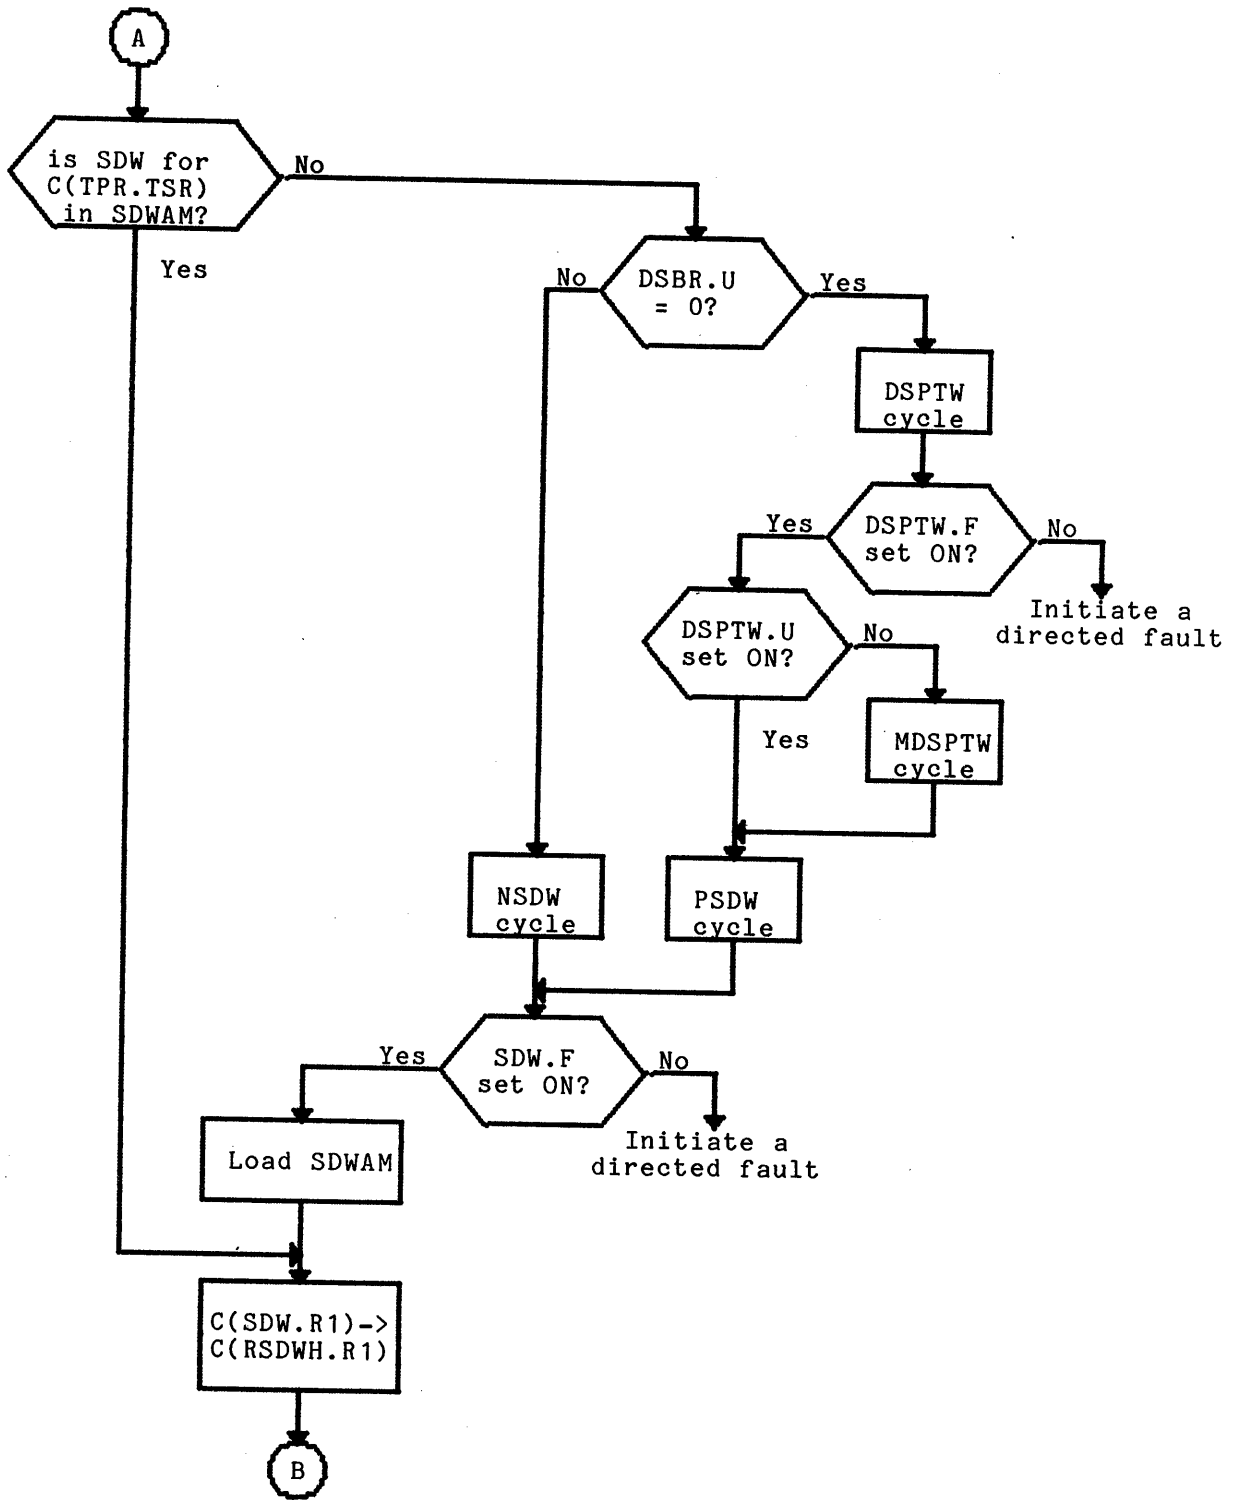 A
is SDW for
C(TPR.TSR)
in SDWAM?
No
Yes
DSBR.U
= 0?
No
Yes
DSPTW
cycle
DSPTW.F
set ON?
Yes
No
Initiate a
directed fault
DSPTW.U
set ON?
No
Yes
MDSPTW
cycle
NSDW
cycle
PSDW
cycle
SDW.F
set ON?
Yes
No
Initiate a
directed fault
Load SDWAM
C(SDW.R1)->
C(RSDWH.R1)
B